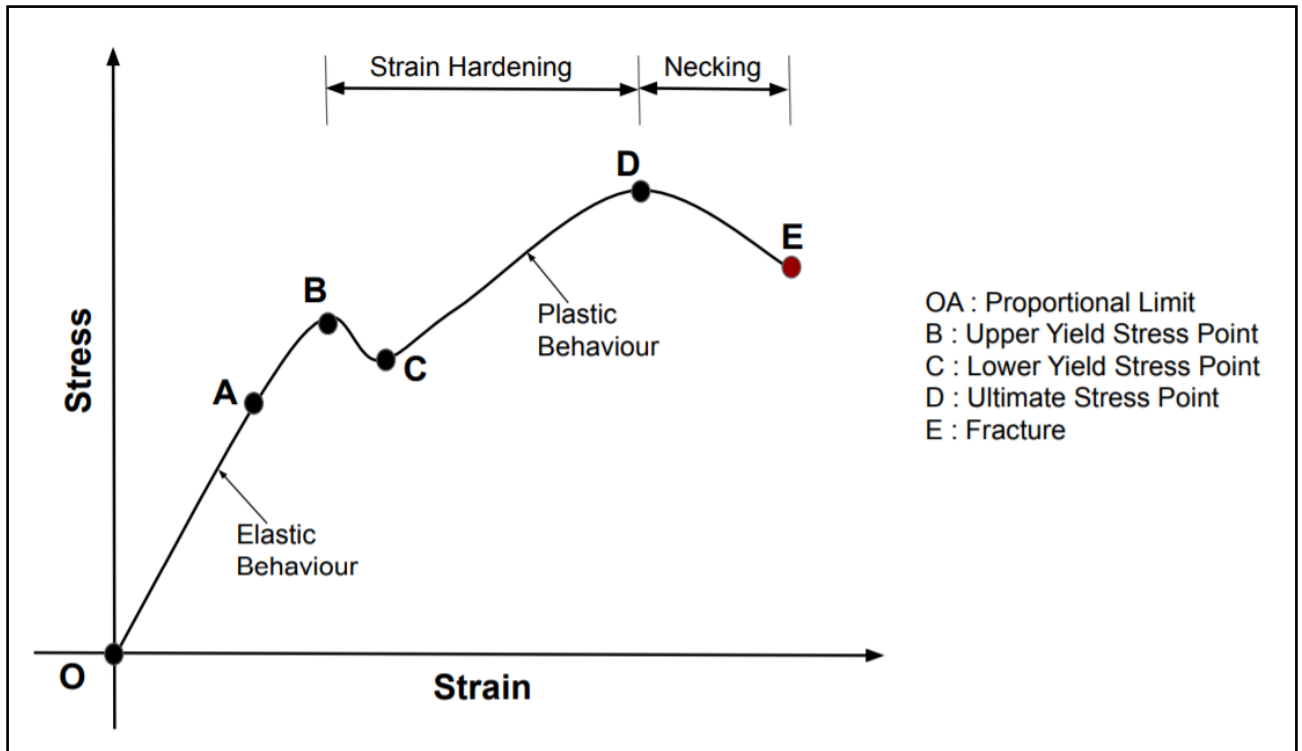 Strain Hardening
Necking
D
E
B
Plastic
Behaviour
C
A
Stress
Elastic
Behaviour
O
Strain
OA : Proportional Limit
B : Upper Yield Stress Point
C : Lower Yield Stress Point
D : Ultimate Stress Point
E : Fracture